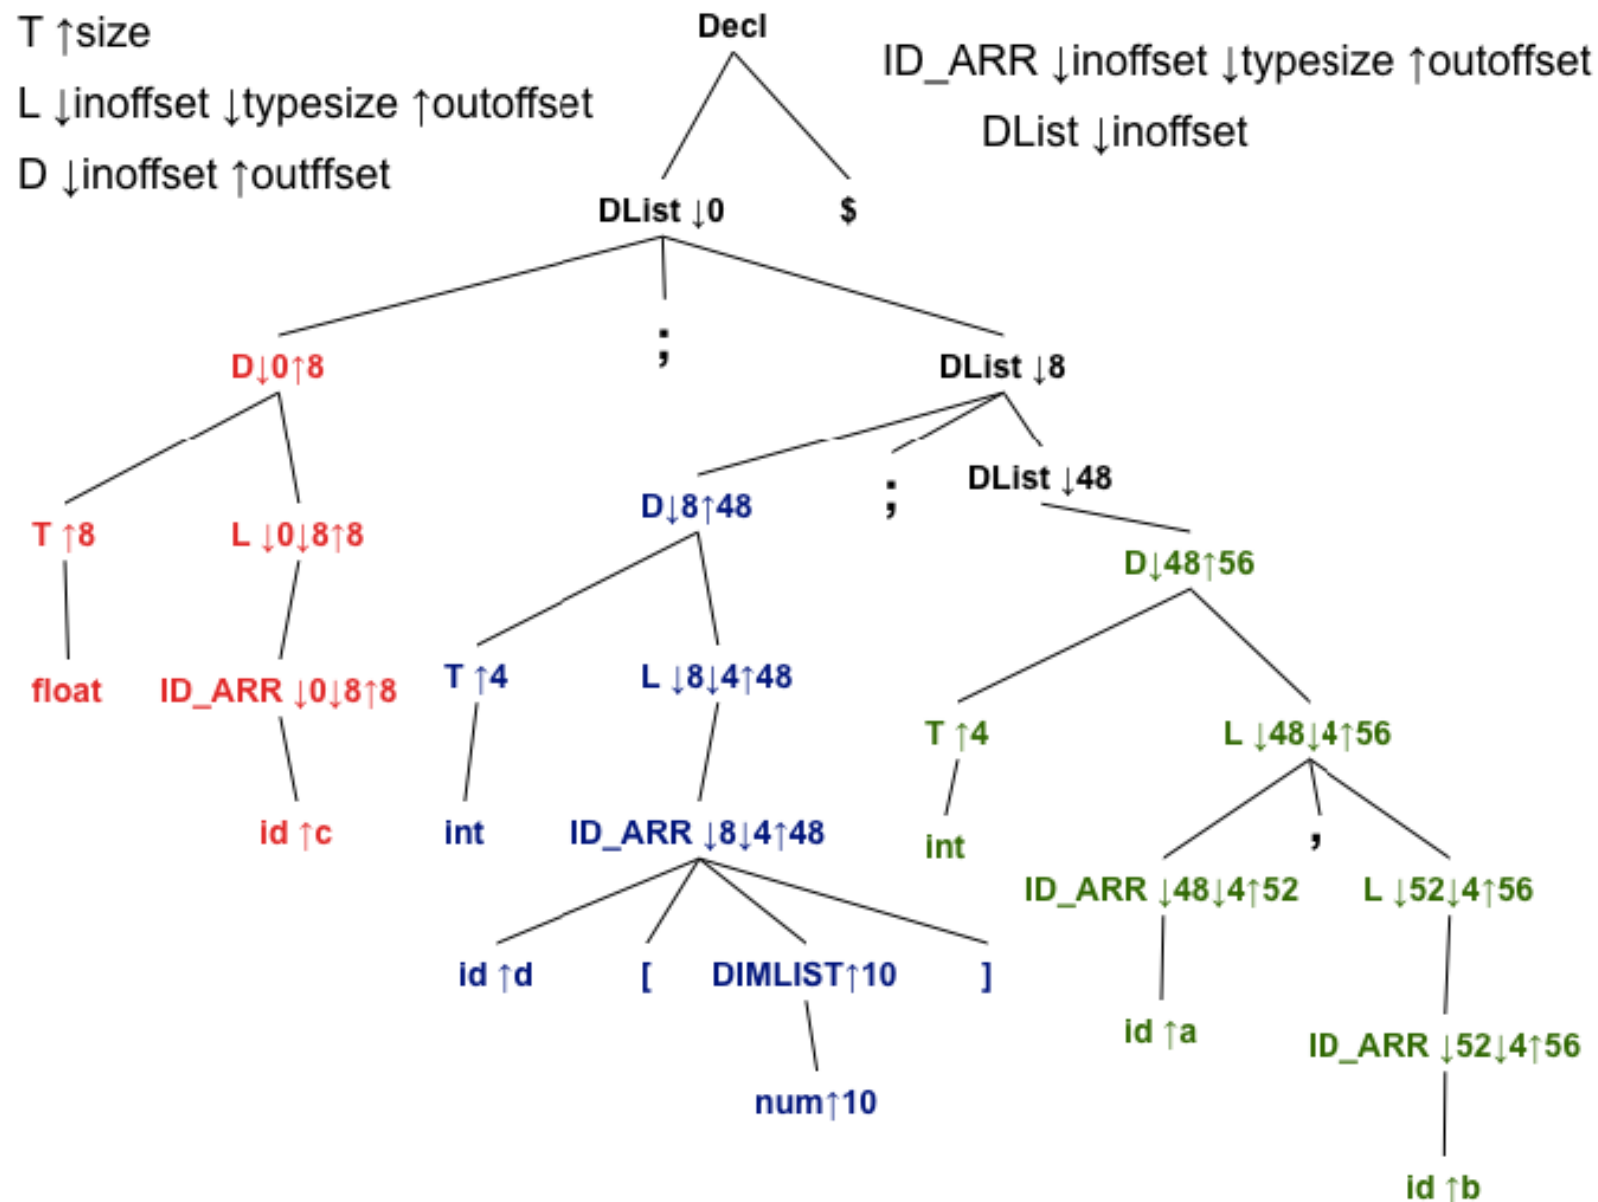 T ↑size
L ↓inoffset ↓typesize ↑outoffset
D ↓inoffset ↑outffset
Decl
ID_ARR ↓inoffset ↓typesize ↑outoffset
DList ↓inoffset
DList ↓0
$
D↓0↑8
;
DList ↓8
T ↑8
L ↓0↓8↑8
D↓8↑48
;
DList ↓48
D↓48↑56
float
ID_ARR ↓0↓8↑8
T ↑4
L ↓8↓4↑48
T ↑4
L ↓48↓4↑56
id ↑c
int
ID_ARR ↓8↓4↑48
int
,
ID_ARR ↓48↓4↑52
L ↓52↓4↑56
id ↑d
[
DIMLIST↑10
]
id ↑a
ID_ARR ↓52↓4↑56
num↑10
id ↑b